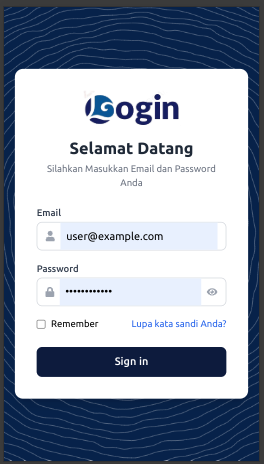 Login
Selamat Datang
Silahkan Masukkan Email dan Password
Anda
Email
user@example.com
Password
••••••••••••
Remember
Lupa kata sandi Anda?
Sign in